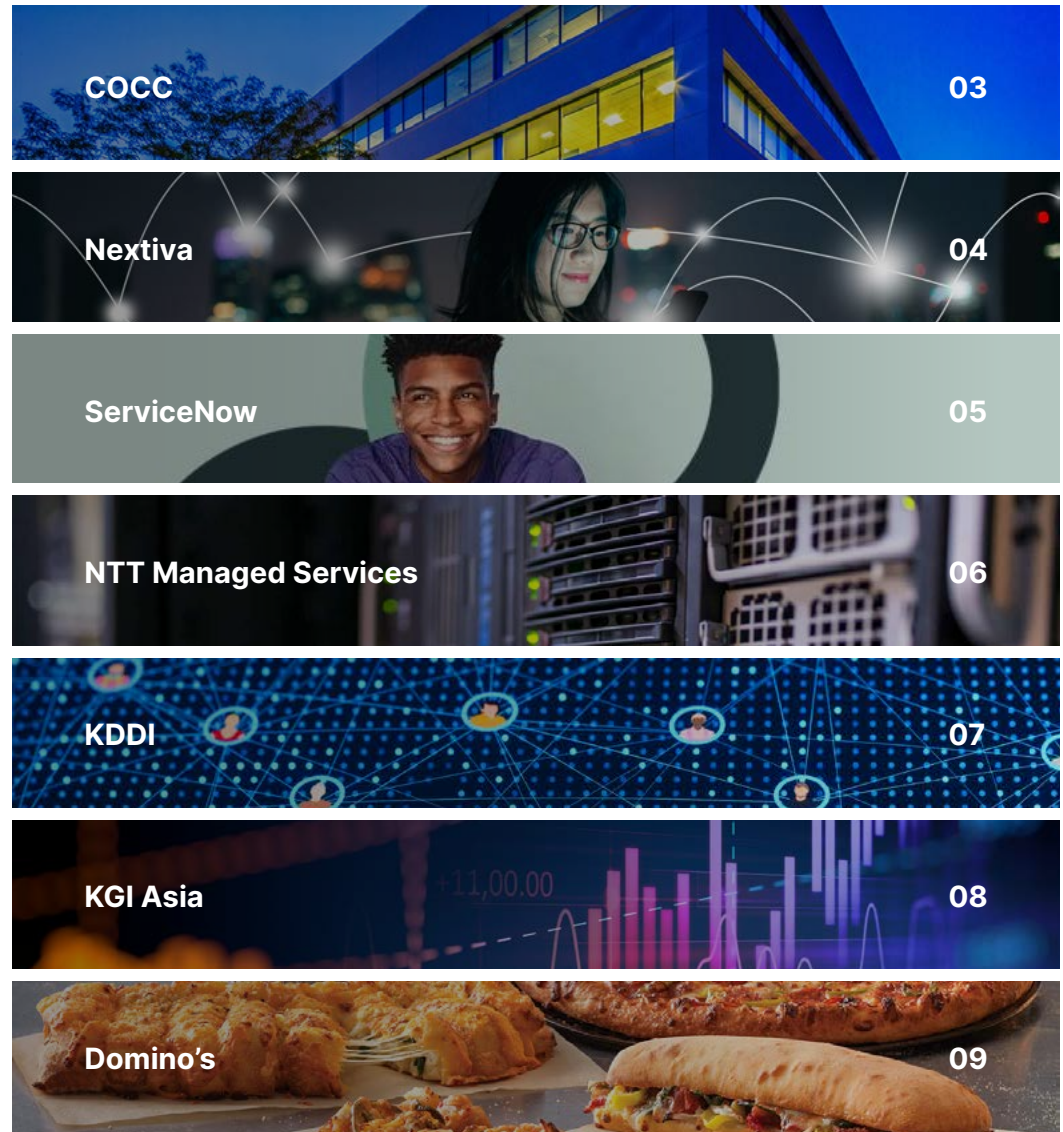 COCC 03
Nextiva 04
ServiceNow 05
NTT Managed Services 06
KDDI 07
+11,00.00
KGI Asia 08
Domino’s 09